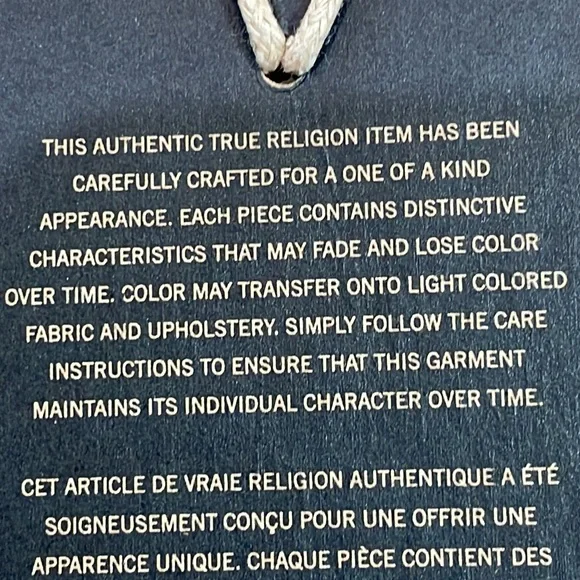 THIS AUTHENTIC TRUE RELIGION ITEM HAS BEEN
CAREFULLY CRAFTED FOR A ONE OF A KIND
APPEARANCE. EACH PIECE CONTAINS DISTINCTIVE
CHARACTERISTICS THAT MAY FADE AND LOSE COLOR
OVER TIME. COLOR MAY TRANSFER ONTO LIGHT COLORED
FABRIC AND UPHOLSTERY. SIMPLY FOLLOW THE CARE
INSTRUCTIONS TO ENSURE THAT THIS GARMENT
MAINTAINS ITS INDIVIDUAL CHARACTER OVER TIME.
CET ARTICLE DE VRAIE RELIGION AUTHENTIQUE A ÉTÉ
SOIGNEUSEMENT CONÇU POUR UNE OFFRIR UNE
APPARENCE UNIQUE. CHAQUE PIÈCE CONTIENT DES